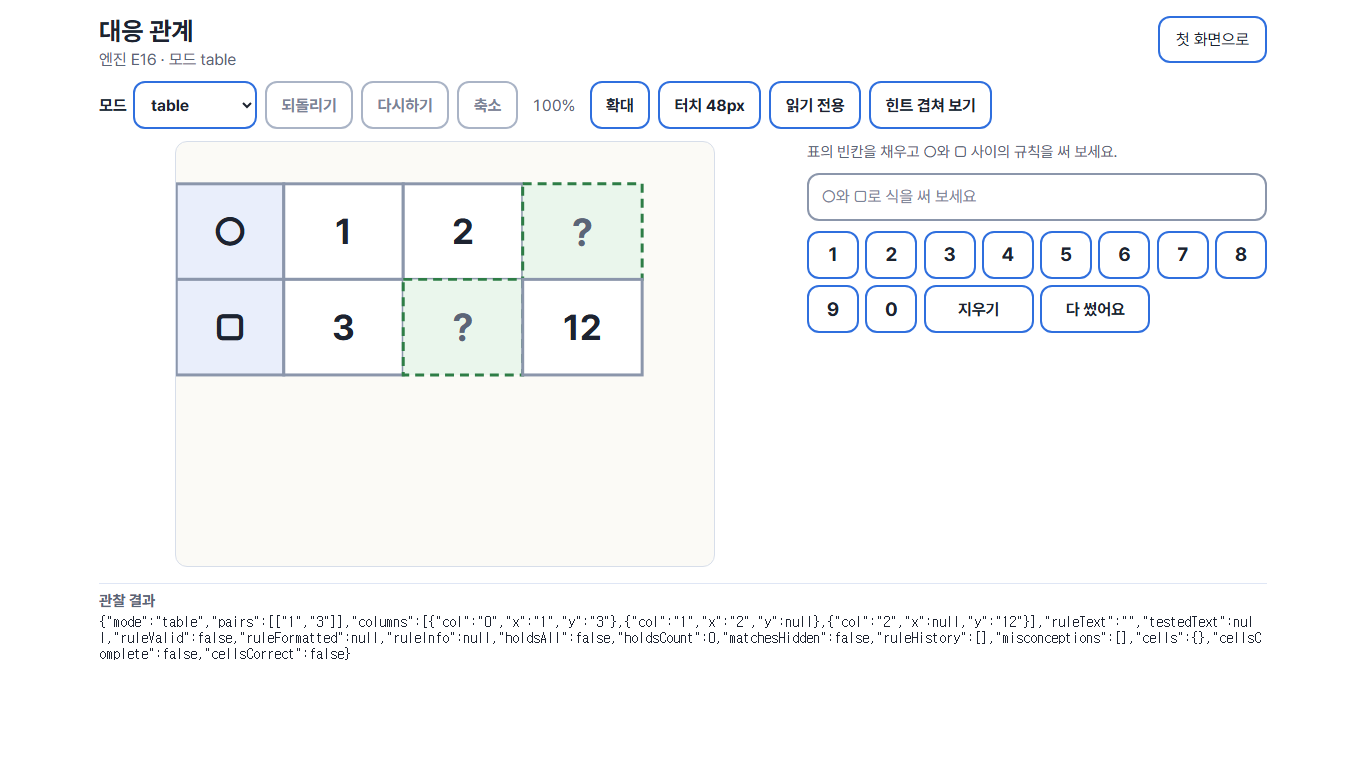 대응 관계
엔진 E16 · 모드 table
첫 화면으로
모드 table 되돌리기 다시하기 축소 100% 확대 터치 48px 읽기 전용 힌트 겹쳐 보기
○ 1 2 ?
□ 3 ? 12
표의 빈칸을 채우고 ○와 □ 사이의 규칙을 써 보세요.
○와 □로 식을 써 보세요
1 2 3 4 5 6 7 8
9 0 지우기 다 썼어요
관찰 결과
{"mode":"table","pairs":[["1","3"]],"columns":[{"col":"0","x":"1","y":"3"},{"col":"1","x":"2","y":null},{"col":"2","x":null,"y":"12"}],"ruleText":"","testedText":nul
l,"ruleValid":false,"ruleFormatted":null,"ruleInfo":null,"holdsAll":false,"holdsCount":0,"matchesHidden":false,"ruleHistory":[],"misconceptions":[],"cells":{},"cellsC
omplete":false,"cellsCorrect":false}